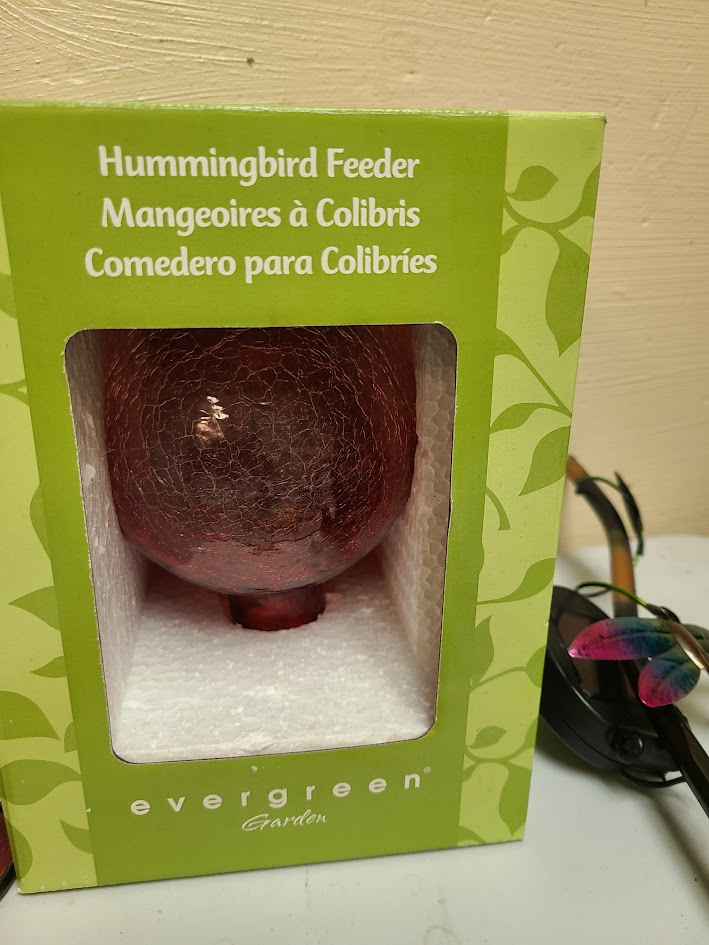 Hummingbird Feeder
Mangeoires à Colibris
Comedero para Colibríes
evergreen®
Garden